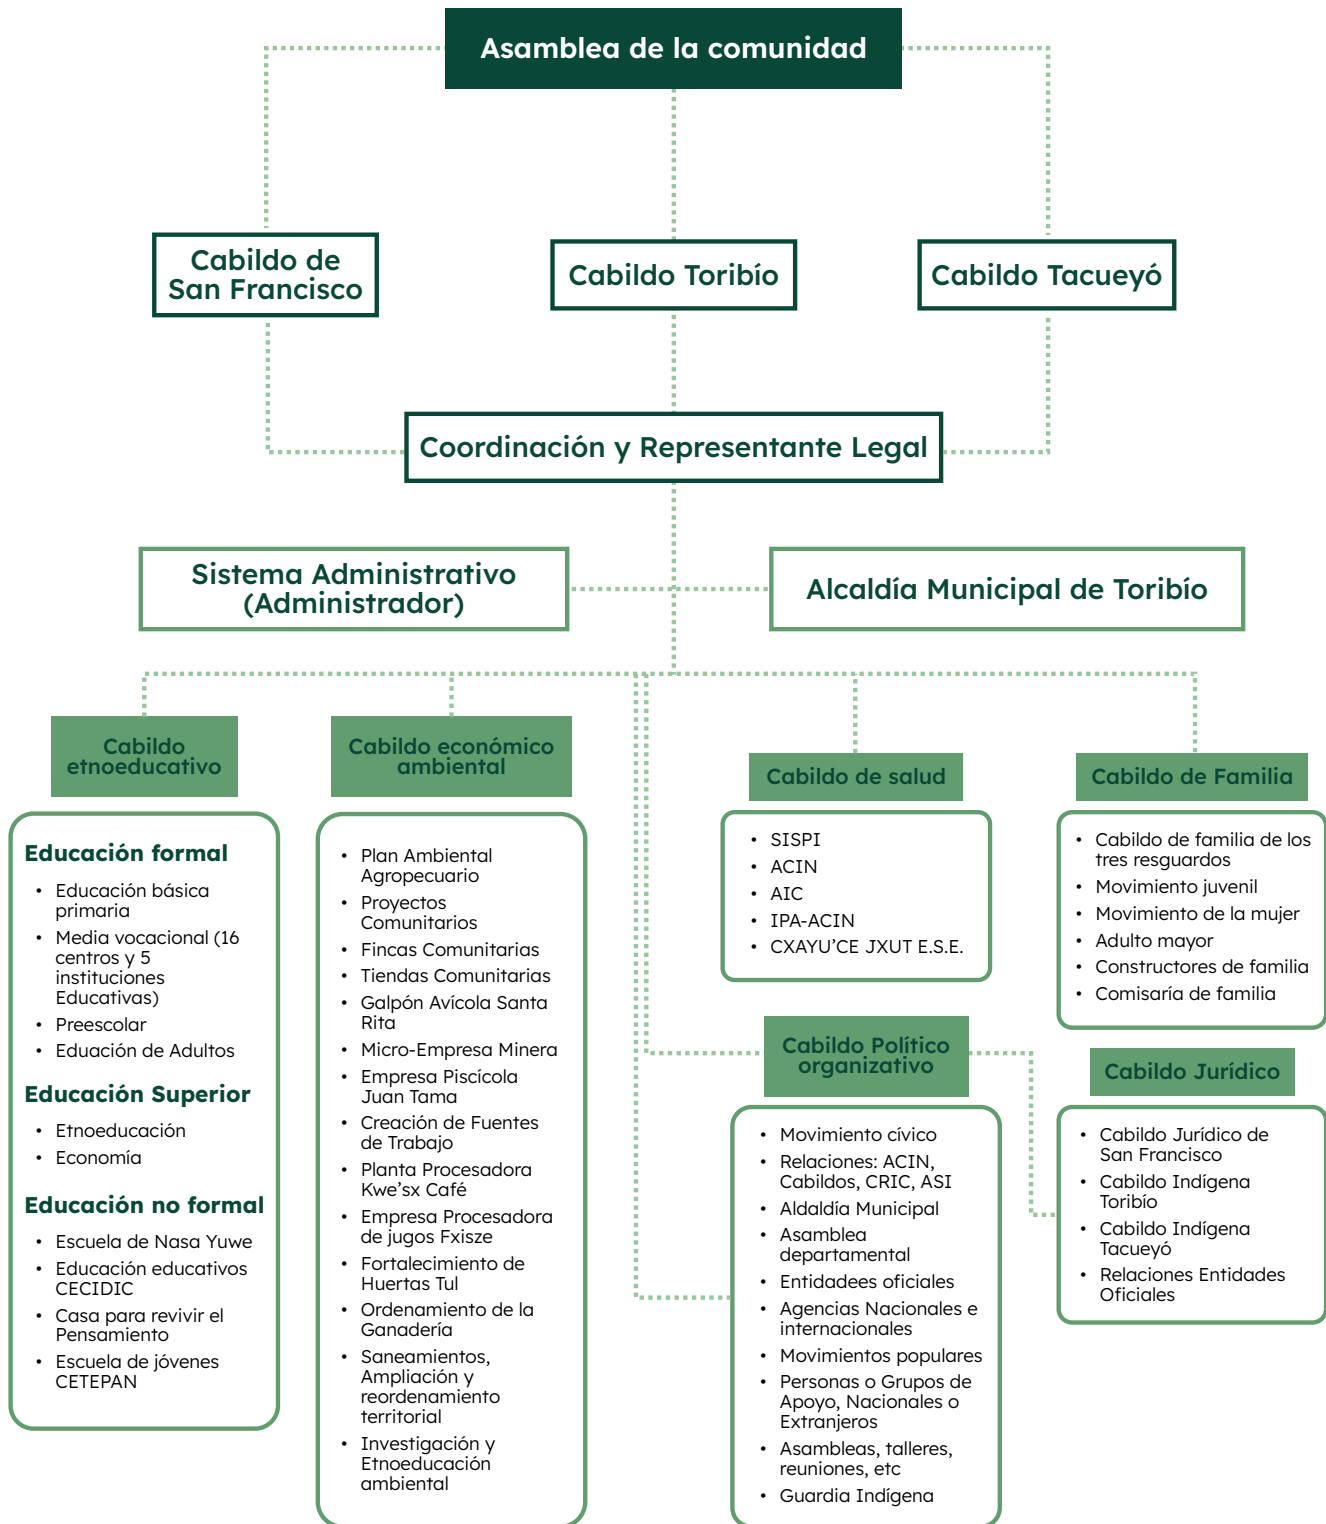 Asamblea de la comunidad
Cabildo de
San Francisco
Cabildo Toribío
Cabildo Tacueyó
Coordinación y Representante Legal
Sistema Administrativo
(Administrador)
Alcaldía Municipal de Toribío
Cabildo
etnoeducativo
Educación formal
• Educación básica
primaria
• Media vocacional (16
centros y 5
instituciones
Educativas)
• Preescolar
• Eduación de Adultos
Educación Superior
• Etnoeducación
• Economía
Educación no formal
• Escuela de Nasa Yuwe
• Educación educativos
CECIDIC
• Casa para revivir el
Pensamiento
• Escuela de jóvenes
CETEPAN
Cabildo económico
ambiental
• Plan Ambiental
Agropecuario
• Proyectos
Comunitarios
• Fincas Comunitarias
• Tiendas Comunitarias
• Galpón Avícola Santa
Rita
• Micro-Empresa Minera
• Empresa Piscícola
Juan Tama
• Creación de Fuentes
de Trabajo
• Planta Procesadora
Kwe’sx Café
• Empresa Procesadora
de jugos Fxisze
• Fortalecimiento de
Huertas Tul
• Ordenamiento de la
Ganadería
• Saneamientos,
Ampliación y
reordenamiento
territorial
• Investigación y
Etnoeducación
ambiental
Cabildo de salud
• SISPI
• ACIN
• AIC
• IPA-ACIN
• CXAYU’CE JXUT E.S.E.
Cabildo de Familia
• Cabildo de familia de los
tres resguardos
• Movimiento juvenil
• Movimiento de la mujer
• Adulto mayor
• Constructores de familia
• Comisaría de familia
Cabildo Político
organizativo
• Movimiento cívico
• Relaciones: ACIN,
Cabildos, CRIC, ASI
• Aldaldía Municipal
• Asamblea
departamental
• Entidadees oficiales
• Agencias Nacionales e
internacionales
• Movimientos populares
• Personas o Grupos de
Apoyo, Nacionales o
Extranjeros
• Asambleas, talleres,
reuniones, etc
• Guardia Indígena
Cabildo Jurídico
• Cabildo Jurídico de
San Francisco
• Cabildo Indígena
Toribío
• Cabildo Indígena
Tacueyó
• Relaciones Entidades
Oficiales